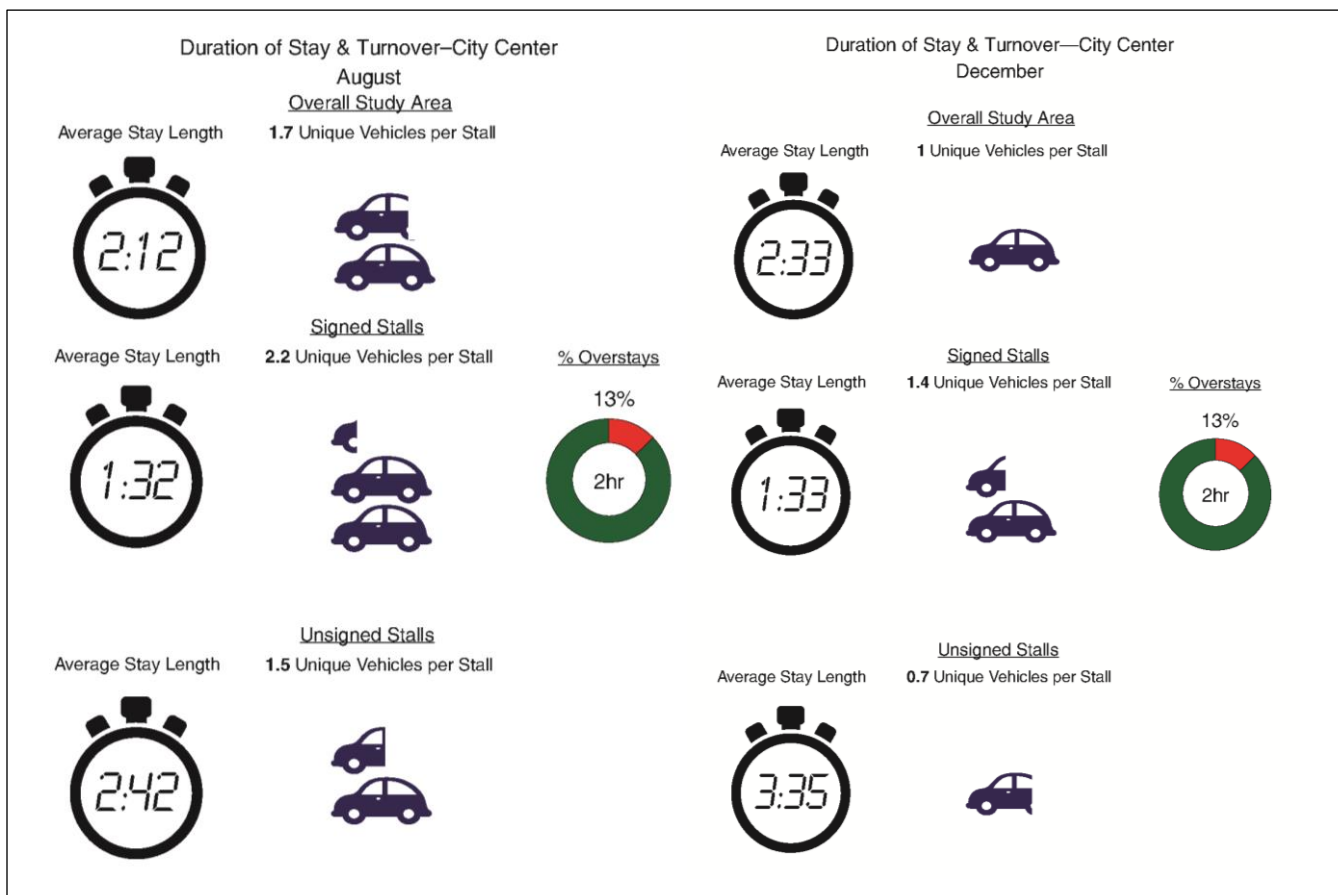 Duration of Stay & Turnover–City Center
August
Overall Study Area
Average Stay Length
1.7 Unique Vehicles per Stall
2:12
Signed Stalls
Average Stay Length
2.2 Unique Vehicles per Stall
% Overstays
13%
1:32
2hr
Unsigned Stalls
Average Stay Length
1.5 Unique Vehicles per Stall
2:42
Duration of Stay & Turnover—City Center
December
Overall Study Area
Average Stay Length
1 Unique Vehicles per Stall
2:33
Signed Stalls
Average Stay Length
1.4 Unique Vehicles per Stall
% Overstays
13%
1:33
2hr
Unsigned Stalls
Average Stay Length
0.7 Unique Vehicles per Stall
3:35